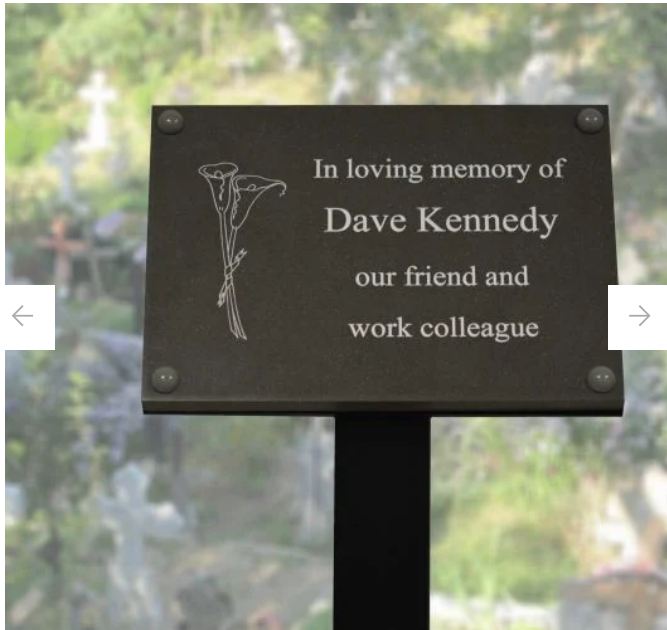 In loving memory of
Dave Kennedy
our friend and
work colleague